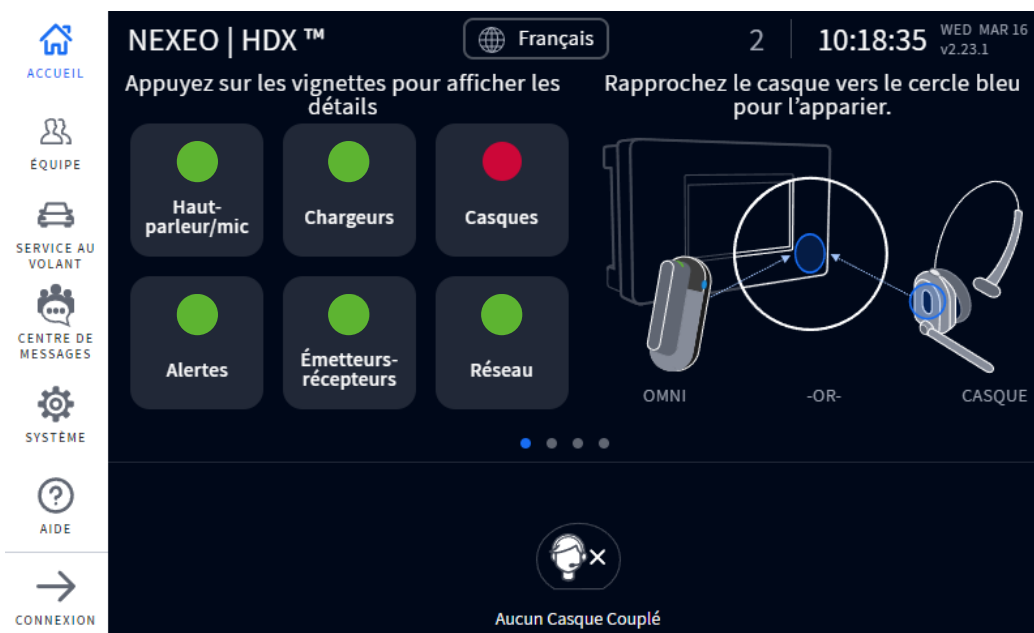 ACCUEIL
ÉQUIPE
SERVICE AU
VOLANT
CENTRE DE
MESSAGES
SYSTÈME
AIDE
CONNEXION
NEXEO | HDX ™
Français
2
10:18:35
WED MAR 16
v2.23.1
Appuyez sur les vignettes pour afficher les
détails
Haut-
parleur/mic
Chargeurs
Casques
Alertes
Émetteurs-
récepteurs
Réseau
Rapprochez le casque vers le cercle bleu
pour l’apparier.
OMNI
-OR-
CASQUE
Aucun Casque Couplé